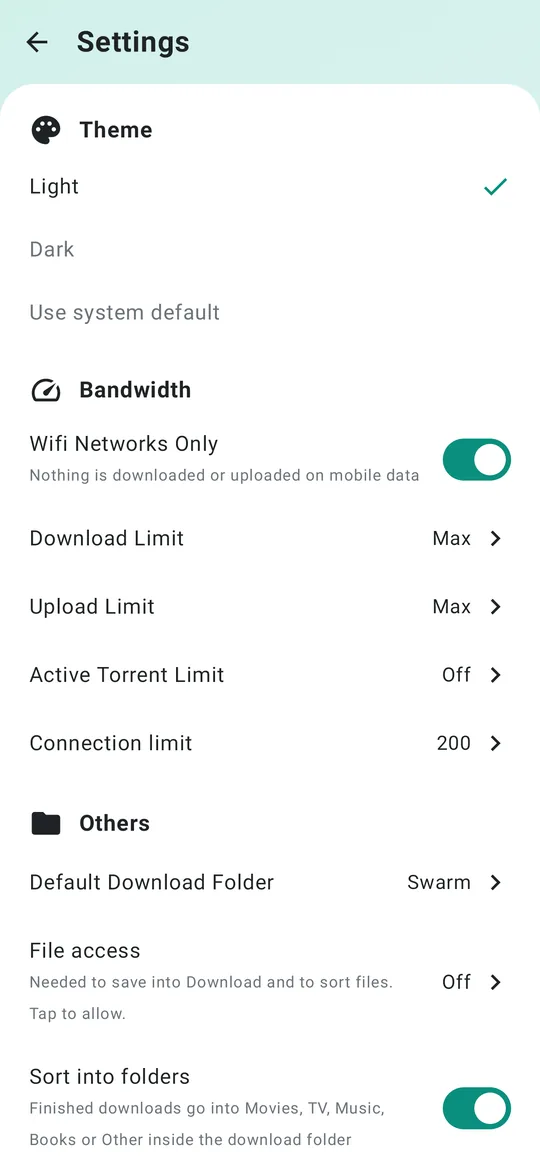 Settings
Theme
Light
Dark
Use system default
Bandwidth
Wifi Networks Only
Nothing is downloaded or uploaded on mobile data
Download Limit Max
Upload Limit Max
Active Torrent Limit Off
Connection limit 200
Others
Default Download Folder Swarm
File access
Needed to save into Download and to sort files.
Tap to allow.
Off
Sort into folders
Finished downloads go into Movies, TV, Music,
Books or Other inside the download folder